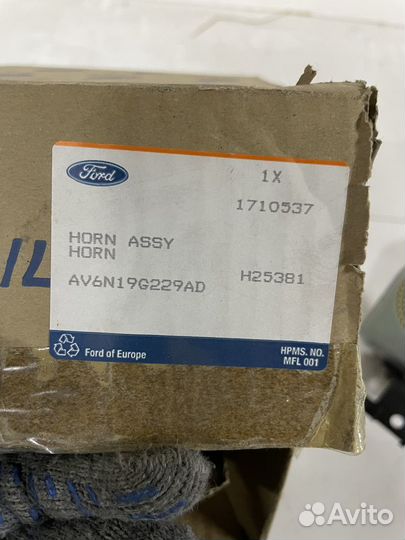 Ford
1X
1710537
HORN ASSY
HORN
AV6N19G229AD
H25381
Ford of Europe
HPMS. NO.
MFL 001
Avito